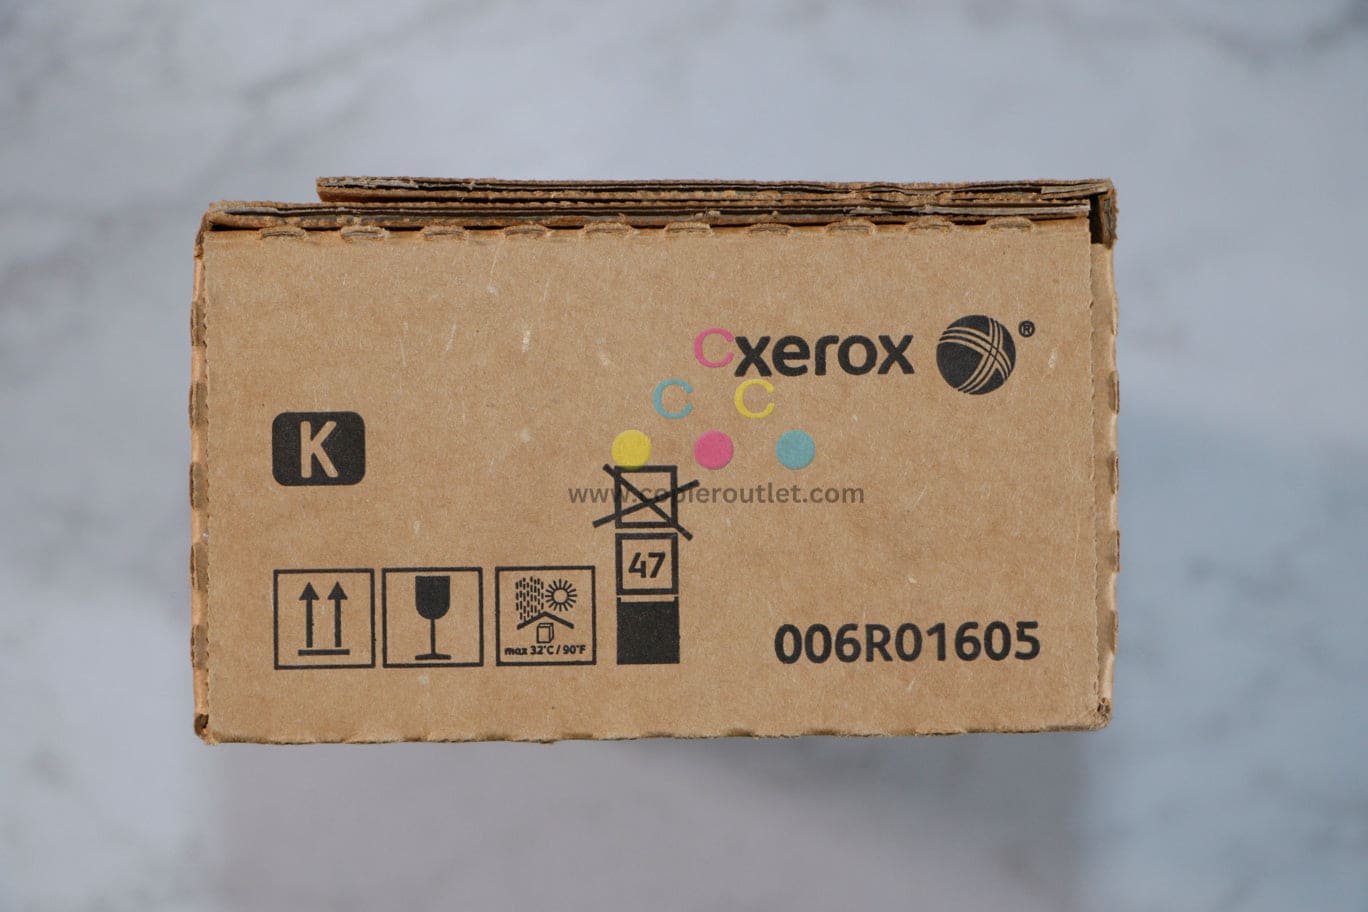 xerox ®
C
C C
K
www.copieroutlet.com
47
max 32°C / 90°F
006R01605